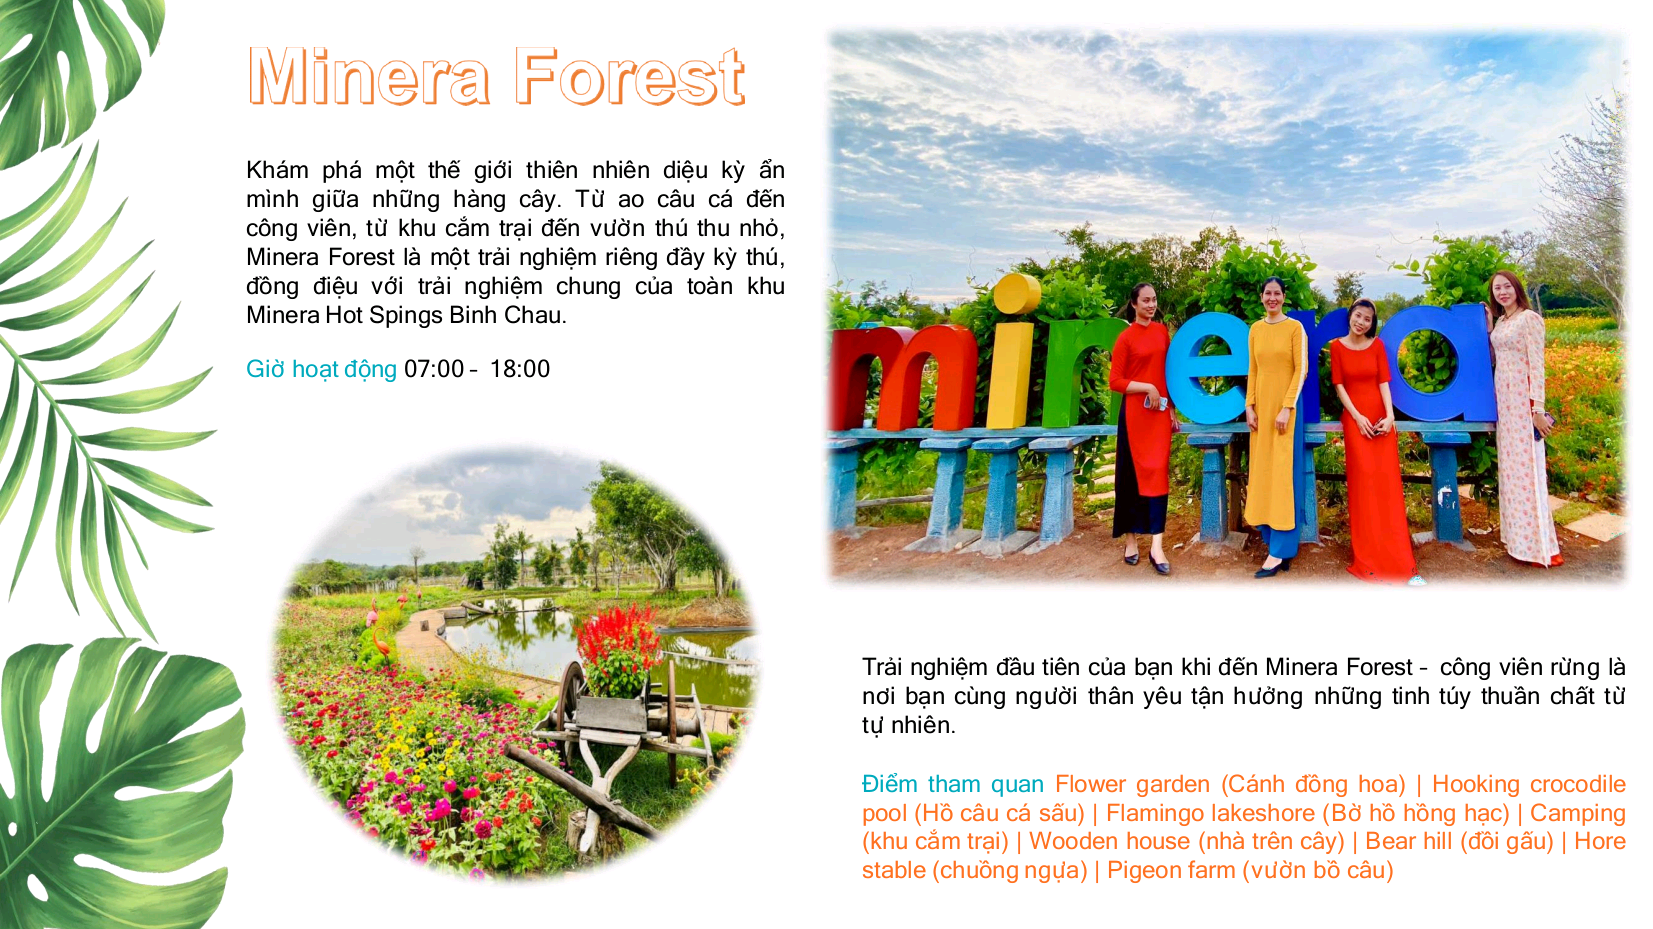 Minera Forest
Khám phá một thế giới thiên nhiên diệu kỳ ẩn
mình giữa những hàng cây. Từ ao câu cá đến
công viên, từ khu cắm trại đến vườn thú thu nhỏ,
Minera Forest là một trải nghiệm riêng đầy kỳ thú,
đồng điệu với trải nghiệm chung của toàn khu
Minera Hot Spings Binh Chau.
Giờ hoạt động 07:00 - 18:00
minera
Trải nghiệm đầu tiên của bạn khi đến Minera Forest - công viên rừng là
nơi bạn cùng người thân yêu tận hưởng những tinh túy thuần chất từ
tự nhiên.
Điểm tham quan Flower garden (Cánh đồng hoa) | Hooking crocodile
pool (Hồ câu cá sấu) | Flamingo lakeshore (Bờ hồ hồng hạc) | Camping
(khu cắm trại) | Wooden house (nhà trên cây) | Bear hill (đồi gấu) | Hore
stable (chuồng ngựa) | Pigeon farm (vườn bồ câu)